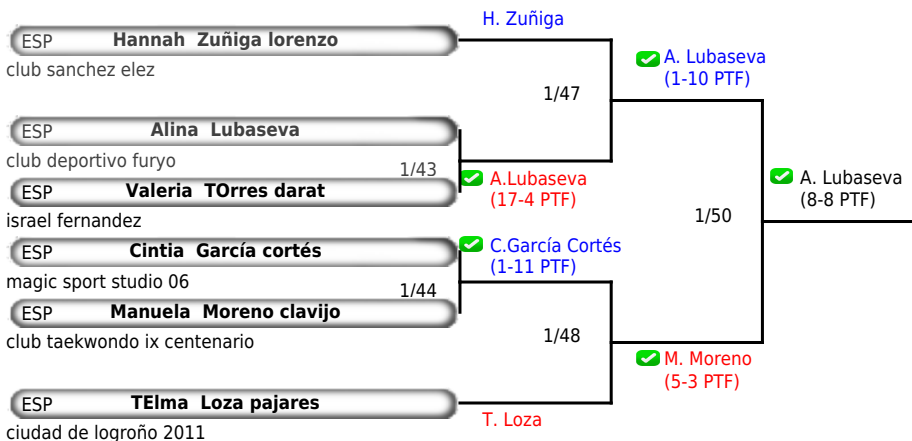 H. Zuñiga
ESP Hannah Zuñiga lorenzo
club sanchez elez
A. Lubaseva
(1-10 PTF)
1/47
ESP Alina Lubaseva
club deportivo furyo
1/43
A.Lubaseva
(17-4 PTF)
A. Lubaseva
(8-8 PTF)
ESP Valeria TOrres darat
israel fernandez
1/50
ESP Cintia García cortés
C.García Cortés
(1-11 PTF)
magic sport studio 06
1/44
ESP Manuela Moreno clavijo
club taekwondo ix centenario
1/48
M. Moreno
(5-3 PTF)
ESP TElma Loza pajares
T. Loza
ciudad de logroño 2011